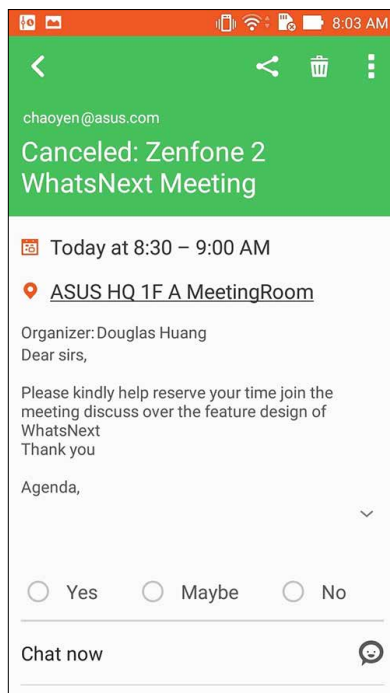 8:03 AM
chaoyen@asus.com
Canceled: Zenfone 2
WhatsNext Meeting
Today at 8:30 – 9:00 AM
ASUS HQ 1F A MeetingRoom
Organizer: Douglas Huang
Dear sirs,
Please kindly help reserve your time join the
meeting discuss over the feature design of
WhatsNext
Thank you
Agenda,
Yes Maybe No
Chat now